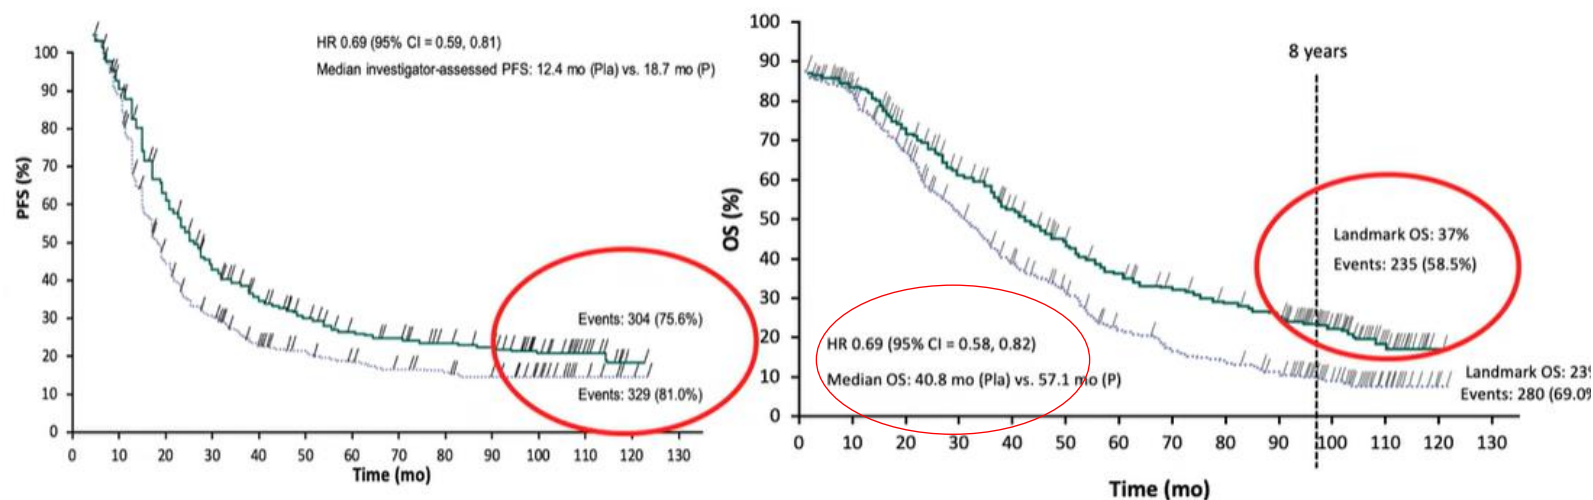 HR 0.69 (95% CI = 0.59, 0.81)
Median investigator-assessed PFS: 12.4 mo (Pla) vs. 18.7 mo (P)
PFS (%)
100
90
80
70
60
50
40
30
20
10
0
Events: 304 (75.6%)
Events: 329 (81.0%)
0 10 20 30 40 50 60 70 80 90 100 110 120 130
Time (mo)
OS (%)
100
90
80
70
60
50
40
30
20
10
0
8 years
Landmark OS: 37%
Events: 235 (58.5%)
HR 0.69 (95% CI = 0.58, 0.82)
Median OS: 40.8 mo (Pla) vs. 57.1 mo (P)
Landmark OS: 23%
Events: 280 (69.0%
0 10 20 30 40 50 60 70 80 90 100 110 120 130
Time (mo)